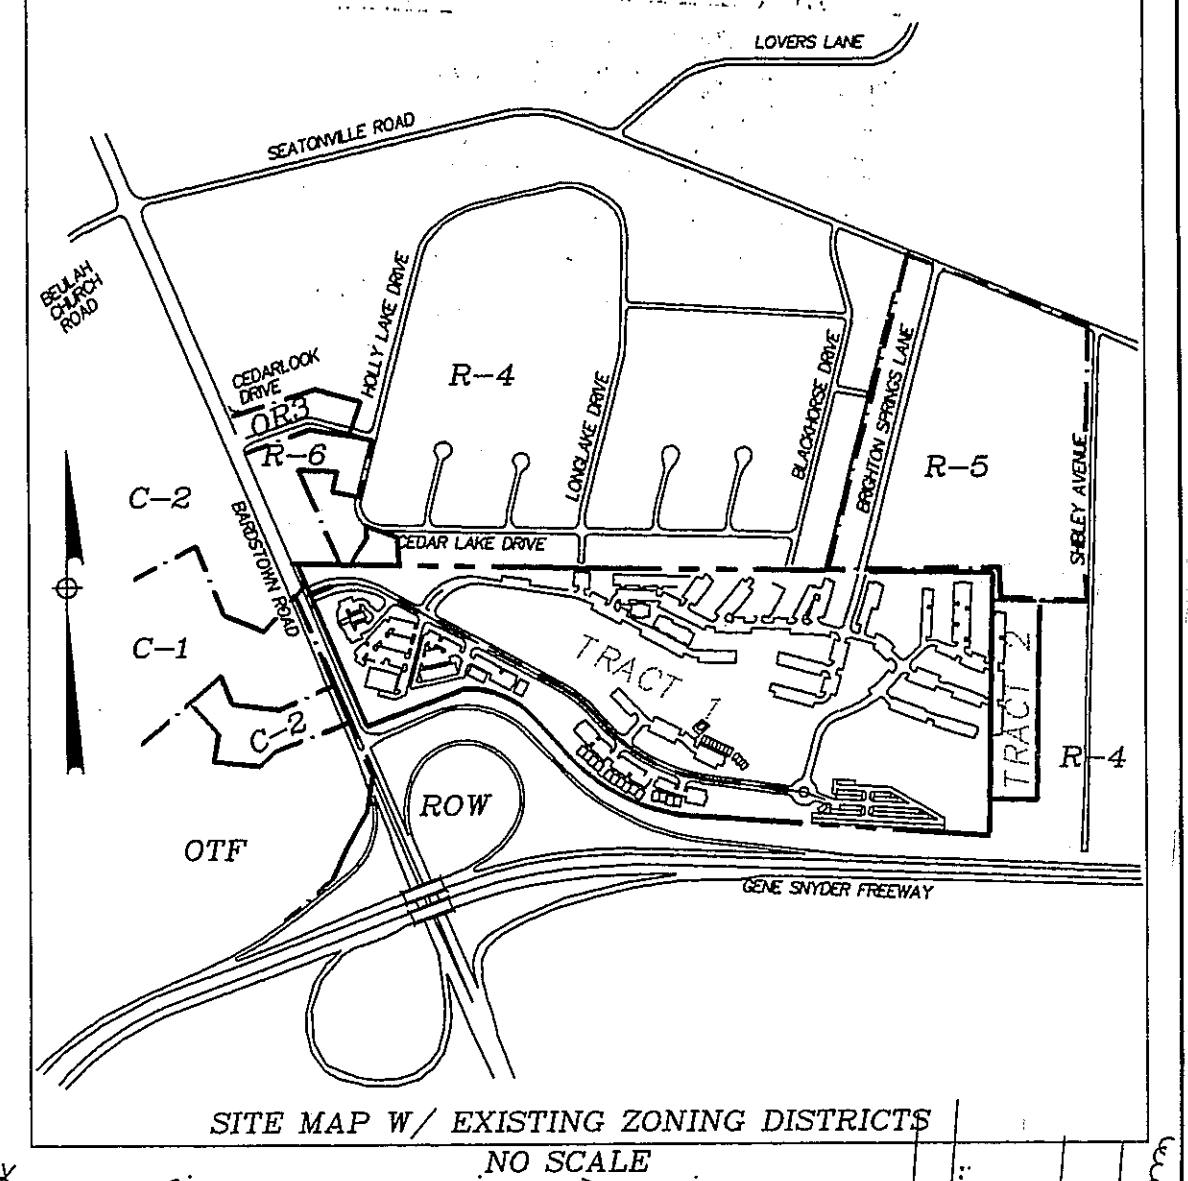 LOVERS LANE
SEATONVILLE ROAD
BEULAH
CHURCH
ROAD
HOLLY LAKE DRIVE
CEDARLOOK
DRIVE
OR3
R-4
R-6
LONGLAKE DRIVE
BLACKHORSE DRIVE
BRIGHTON SPRINGS LANE
R-5
SHIBLEY AVENUE
C-2
BARDSTOWN ROAD
CEDAR LAKE DRIVE
C-1
TRACT 1
TRACT 2
C-2
R-4
ROW
OTF
GENE SNYDER FREEWAY
SITE MAP W/ EXISTING ZONING DISTRICTS
NO SCALE